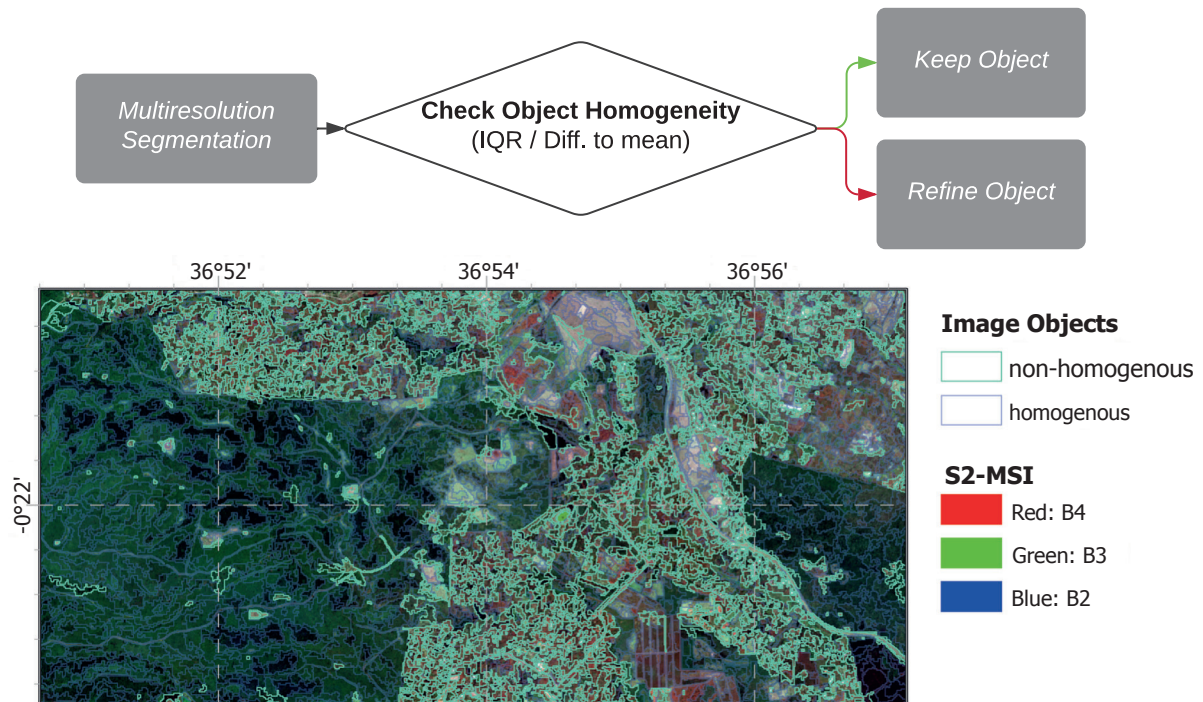 Multiresolution
Segmentation
Check Object Homogeneity
(IQR / Diff. to mean)
Keep Object
Refine Object
36°52'
36°54'
36°56'
-0°22'
Image Objects
non-homogenous
homogenous
S2-MSI
Red: B4
Green: B3
Blue: B2